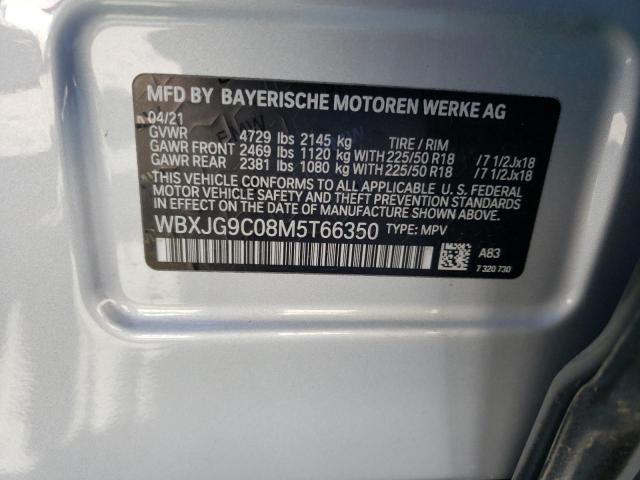 MFD BY BAYERISCHE MOTOREN WERKE AG
04/21
GVWR 4729 lbs 2145 kg TIRE / RIM
GAWR FRONT 2469 lbs 1120 kg WITH 225/50 R18 /7 1/2Jx18
GAWR REAR 2381 lbs 1080 kg WITH 225/50 R18 /7 1/2Jx18
THIS VEHICLE CONFORMS TO ALL APPLICABLE U. S. FEDERAL
MOTOR VEHICLE SAFETY AND THEFT PREVENTION STANDARDS
IN EFFECT ON THE DATE OF MANUFACTURE SHOWN ABOVE.
WBXJG9C08M5T66350 TYPE: MPV
A83
7 320 730